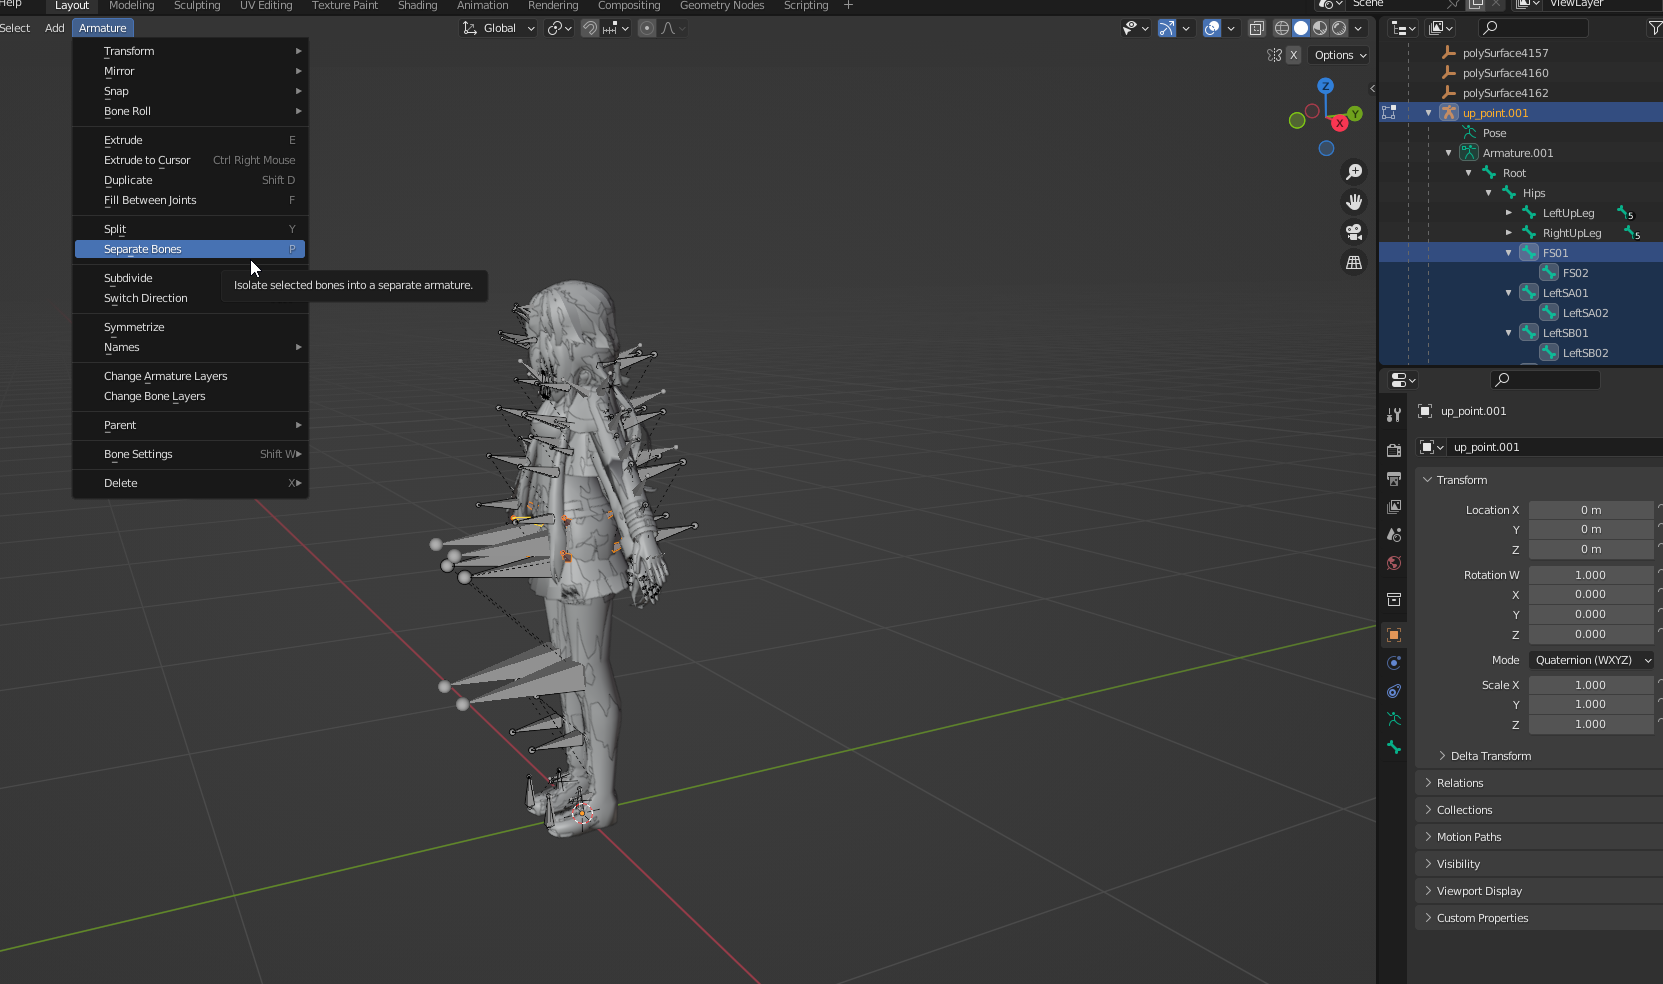 Help
Layout
Modeling
Sculpting
UV Editing
Texture Paint
Shading
Animation
Rendering
Compositing
Geometry Nodes
Scripting
+
Scene
ViewLayer
Select
Add
Armature
Global
X
Options
Transform
Mirror
Snap
Bone Roll
Extrude E
Extrude to Cursor Ctrl Right Mouse
Duplicate Shift D
Fill Between Joints F
Split Y
Separate Bones P
Isolate selected bones into a separate armature.
Subdivide
Switch Direction
Symmetrize
Names
Change Armature Layers
Change Bone Layers
Parent
Bone Settings Shift W
Delete X
Z
Y
X
polySurface4157
polySurface4160
polySurface4162
up_point.001
Pose
Armature.001
Root
Hips
LeftUpLeg 5
RightUpLeg 5
FS01
FS02
LeftSA01
LeftSA02
LeftSB01
LeftSB02
up_point.001
up_point.001
Transform
Location X 0 m
Y 0 m
Z 0 m
Rotation W 1.000
X 0.000
Y 0.000
Z 0.000
Mode Quaternion (WXYZ)
Scale X 1.000
Y 1.000
Z 1.000
Delta Transform
Relations
Collections
Motion Paths
Visibility
Viewport Display
Custom Properties